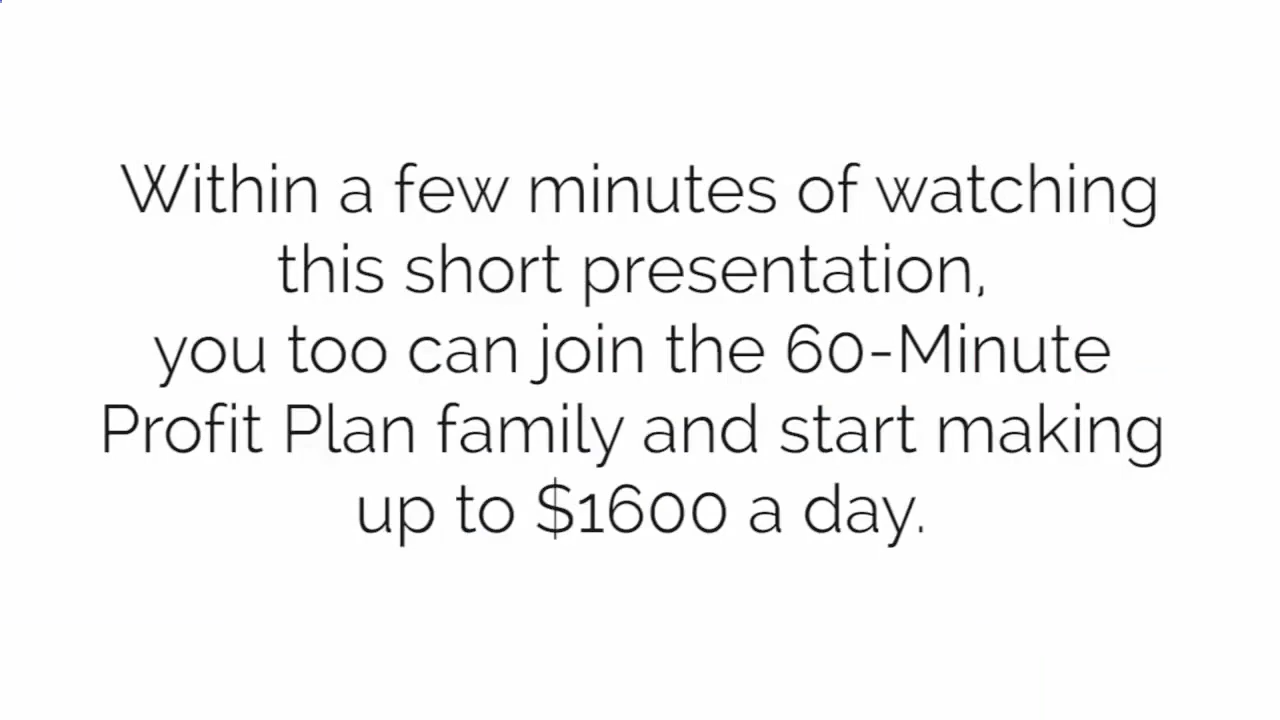 Within a few minutes of watching
this short presentation,
you too can join the 60-Minute
Profit Plan family and start making
up to $1600 a day.